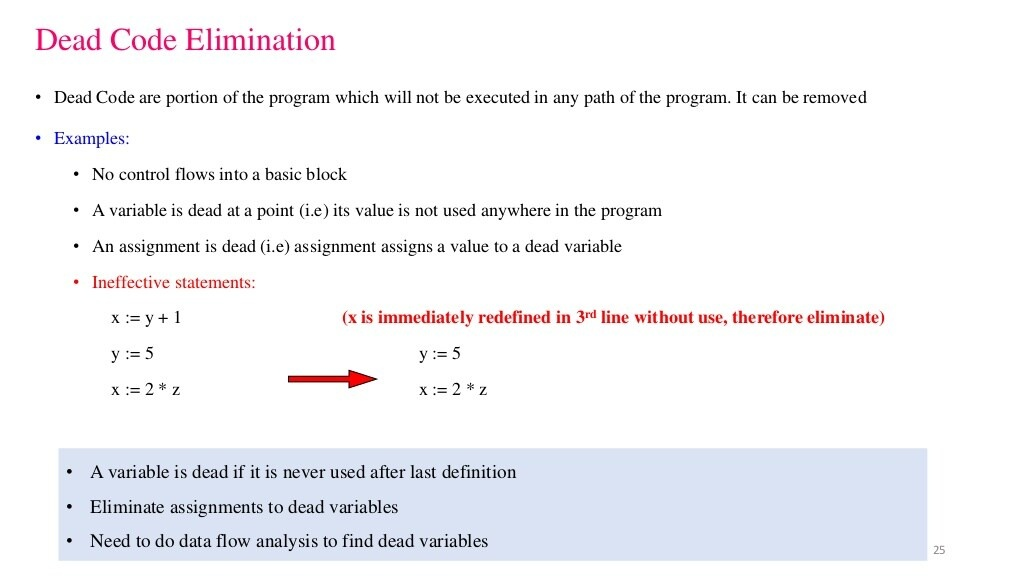 Dead Code Elimination
• Dead Code are portion of the program which will not be executed in any path of the program. It can be removed
• Examples:
• No control flows into a basic block
• A variable is dead at a point (i.e) its value is not used anywhere in the program
• An assignment is dead (i.e) assignment assigns a value to a dead variable
• Ineffective statements:
x := y + 1 (x is immediately redefined in 3rd line without use, therefore eliminate)
y := 5 y := 5
x := 2 * z x := 2 * z
• A variable is dead if it is never used after last definition
• Eliminate assignments to dead variables
• Need to do data flow analysis to find dead variables
25